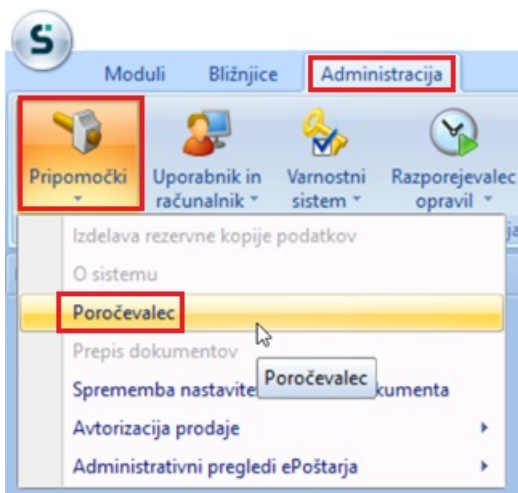 S
Moduli Bližnjice Administracija
Pripomočki Uporabnik in Varnostni Razporejevalec
računalnik sistem opravil
Izdelava rezervne kopije podatkov
O sistemu
Poročevalec
Prepis dokumentov
Poročevalec
Sprememba kumenta
Avtorizacija prodaje
Administrativni pregledi ePoštarja